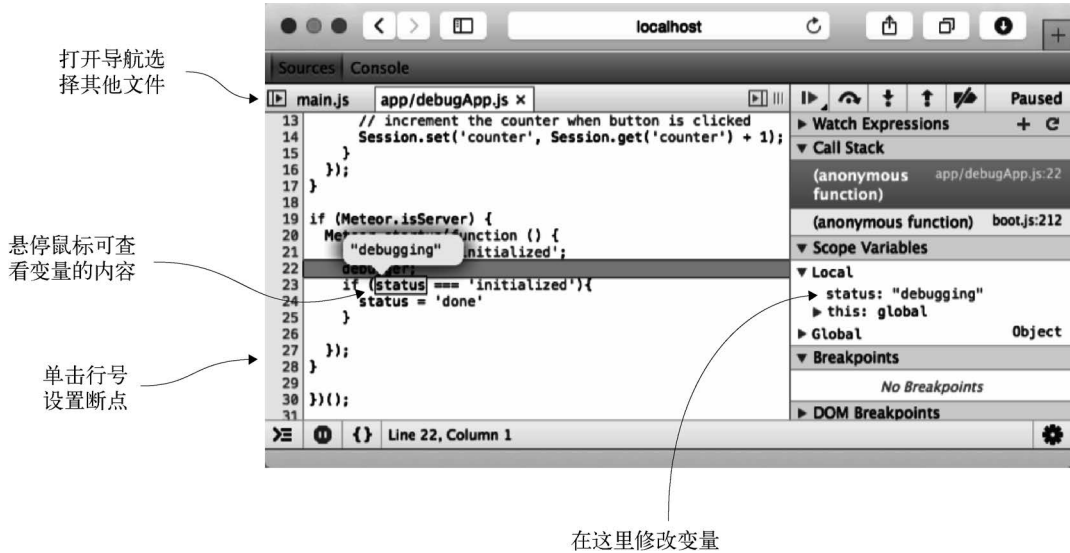 localhost
打开导航选
择其他文件
Sources Console
main.js app/debugApp.js × Paused
13 // increment the counter when button is clicked
14 Session.set('counter', Session.get('counter') + 1);
15 }
16 });
17 }
18
19 if (Meteor.isServer) {
20 Meteor.startup(function () {
"debugging"
21 initialized';
22 debugger;
23 if (status === 'initialized'){
24 status = 'done'
25 }
26
27 });
28 }
29
30 })();
31
悬停鼠标可查
看变量的内容
单击行号
设置断点
Watch Expressions
Call Stack
(anonymous function) app/debugApp.js:22
(anonymous function) boot.js:212
Scope Variables
Local
status: "debugging"
this: global
Global Object
Breakpoints
No Breakpoints
DOM Breakpoints
{} Line 22, Column 1
在这里修改变量